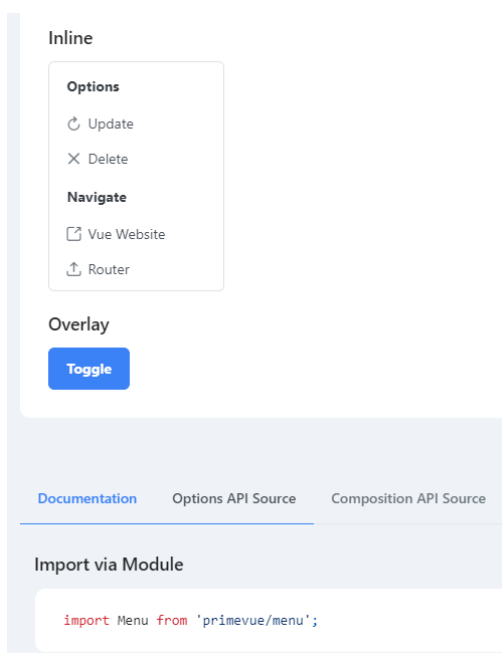 Inline
Options
Update
Delete
Navigate
Vue Website
Router
Overlay
Toggle
Documentation Options API Source Composition API Source
Import via Module
import Menu from 'primevue/menu';